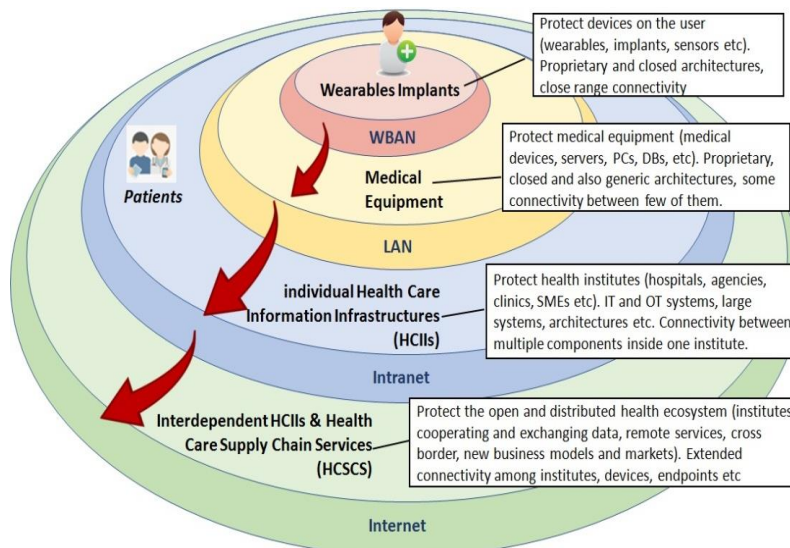 Protect devices on the user
(wearables, implants, sensors etc).
Proprietary and closed architectures,
close range connectivity
Wearables Implants
WBAN
Protect medical equipment (medical
devices, servers, PCs, DBs, etc). Proprietary,
closed and also generic architectures, some
connectivity between few of them.
Patients
Medical
Equipment
LAN
Protect health institutes (hospitals, agencies,
clinics, SMEs etc). IT and OT systems, large
systems, architectures etc. Connectivity between
multiple components inside one institute.
individual Health Care
Information Infrastructures
(HCIIs)
Intranet
Protect the open and distributed health ecosystem (institutes
cooperating and exchanging data, remote services, cross
border, new business models and markets). Extended
connectivity among institutes, devices, endpoints etc
Interdependent HCIIs & Health
Care Supply Chain Services
(HCSCS)
Internet